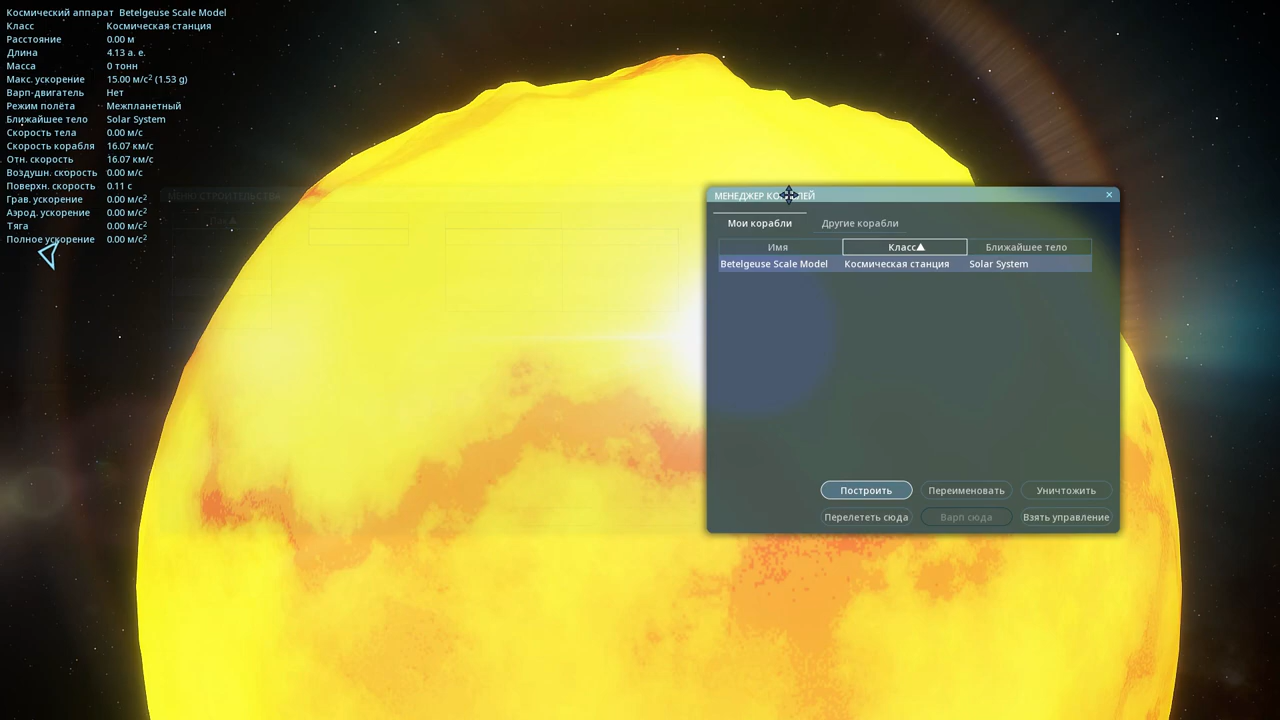 Космический аппарат Betelgeuse Scale Model
Класс Космическая станция
Расстояние 0.00 м
Длина 4.13 а. е.
Масса 0 тонн
Макс. ускорение 15.00 м/с² (1.53 g)
Варп-двигатель Нет
Режим полёта Межпланетный
Ближайшее тело Solar System
Скорость тела 0.00 м/с
Скорость корабля 16.07 км/с
Отн. скорость 16.07 км/с
Воздушн. скорость 0.00 м/с
Поверхн. скорость 0.11 c
Грав. ускорение 0.00 м/с²
Аэрод. ускорение 0.00 м/с²
Тяга 0.00 м/с²
Полное ускорение 0.00 м/с²
МЕНЮ СТРОИТЕЛЬСТВА
МЕНЕДЖЕР
Мои корабли Другие корабли
Имя Класс▲ Ближайшее тело
Betelgeuse Scale Model Космическая станция Solar System
Построить Переименовать Уничтожить
Перелететь сюда Варп сюда Взять управление